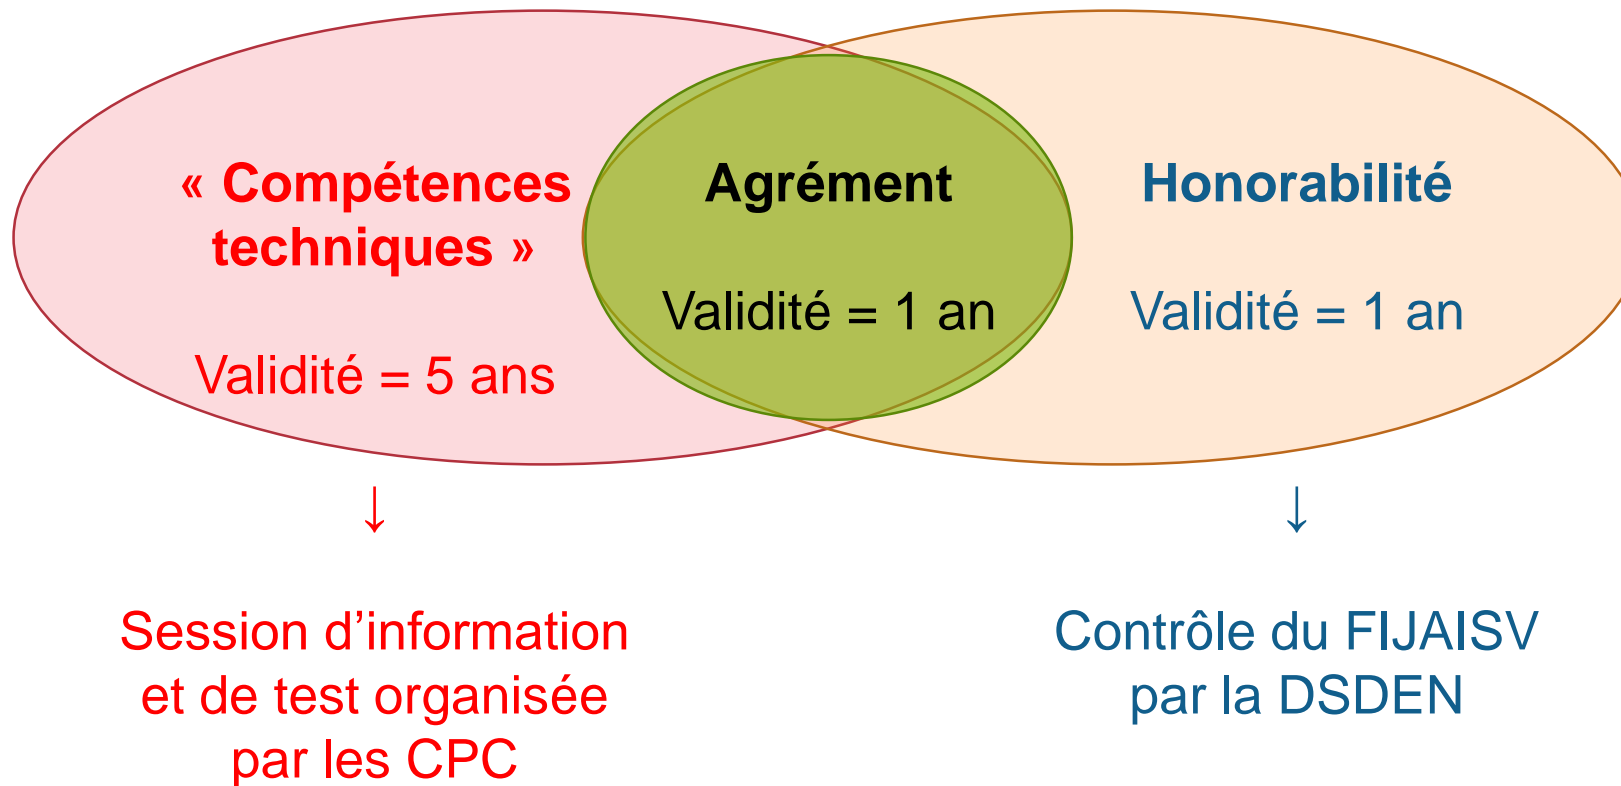 « Compétences
techniques »
Validité = 5 ans
Agrément
Validité = 1 an
Honorabilité
Validité = 1 an
↓
Session d’information
et de test organisée
par les CPC
↓
Contrôle du FIJAISV
par la DSDEN